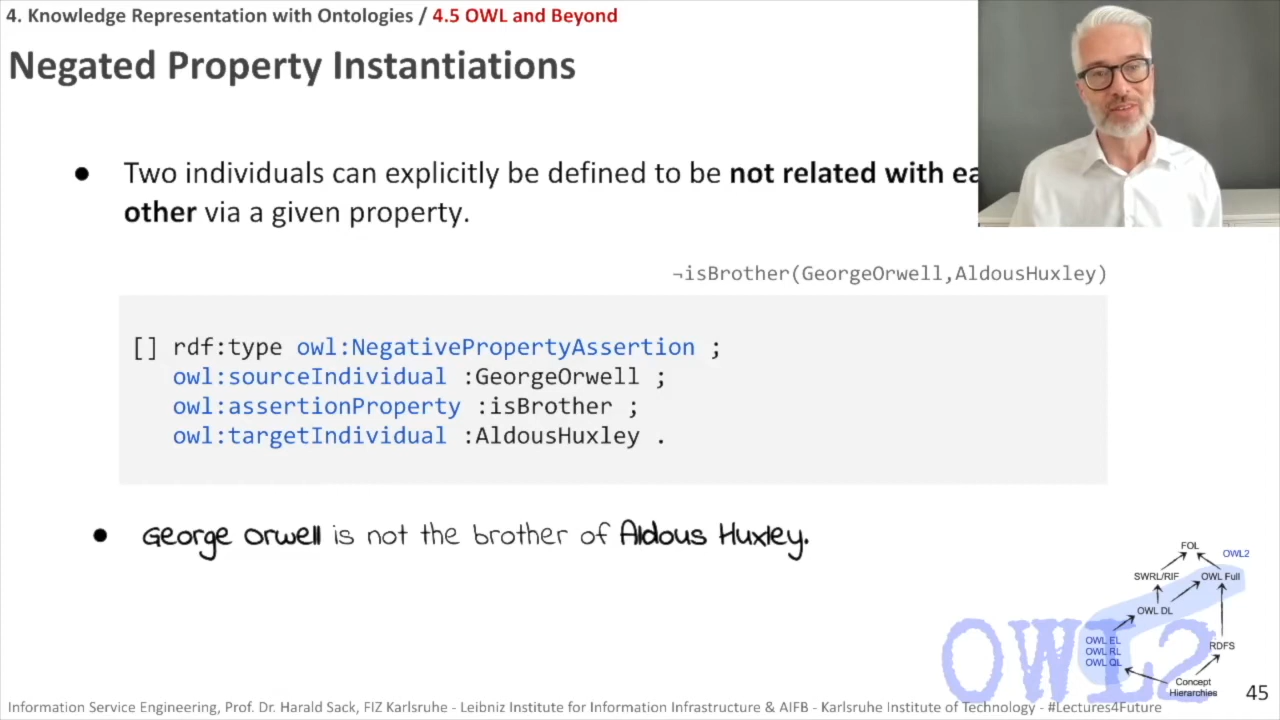 4. Knowledge Representation with Ontologies / 4.5 OWL and Beyond
Negated Property Instantiations
● Two individuals can explicitly be defined to be not related with ea
other via a given property.
¬isBrother(GeorgeOrwell,AldousHuxley)
[] rdf:type owl:NegativePropertyAssertion ;
owl:sourceIndividual :GeorgeOrwell ;
owl:assertionProperty :isBrother ;
owl:targetIndividual :AldousHuxley .
● George Orwell is not the brother of Aldous Huxley.
FOL
OWL2
SWRL/RIF
OWL Full
OWL DL
OWL EL
OWL RL
OWL QL
RDFS
Concept
Hierarchies
OWL2
45
Information Service Engineering, Prof. Dr. Harald Sack, FIZ Karlsruhe - Leibniz Institute for Information Infrastructure & AIFB - Karlsruhe Institute of Technology - #Lectures4Future